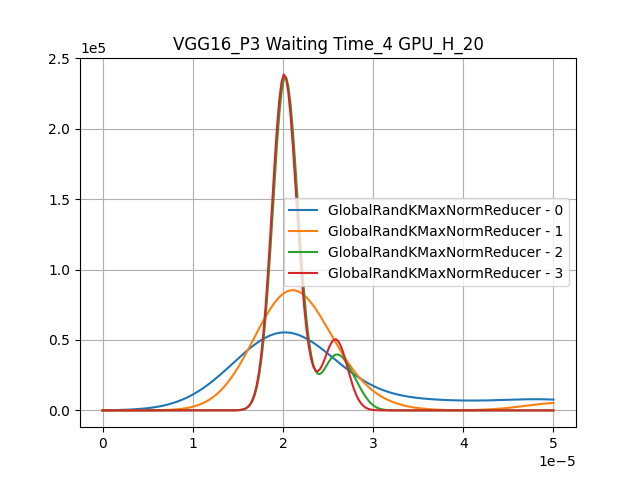 VGG16_P3 Waiting Time_4 GPU_H_20
1e5
2.5
2.0
1.5
1.0
0.5
0.0
GlobalRandKMaxNormReducer - 0
GlobalRandKMaxNormReducer - 1
GlobalRandKMaxNormReducer - 2
GlobalRandKMaxNormReducer - 3
0 1 2 3 4 5
1e−5